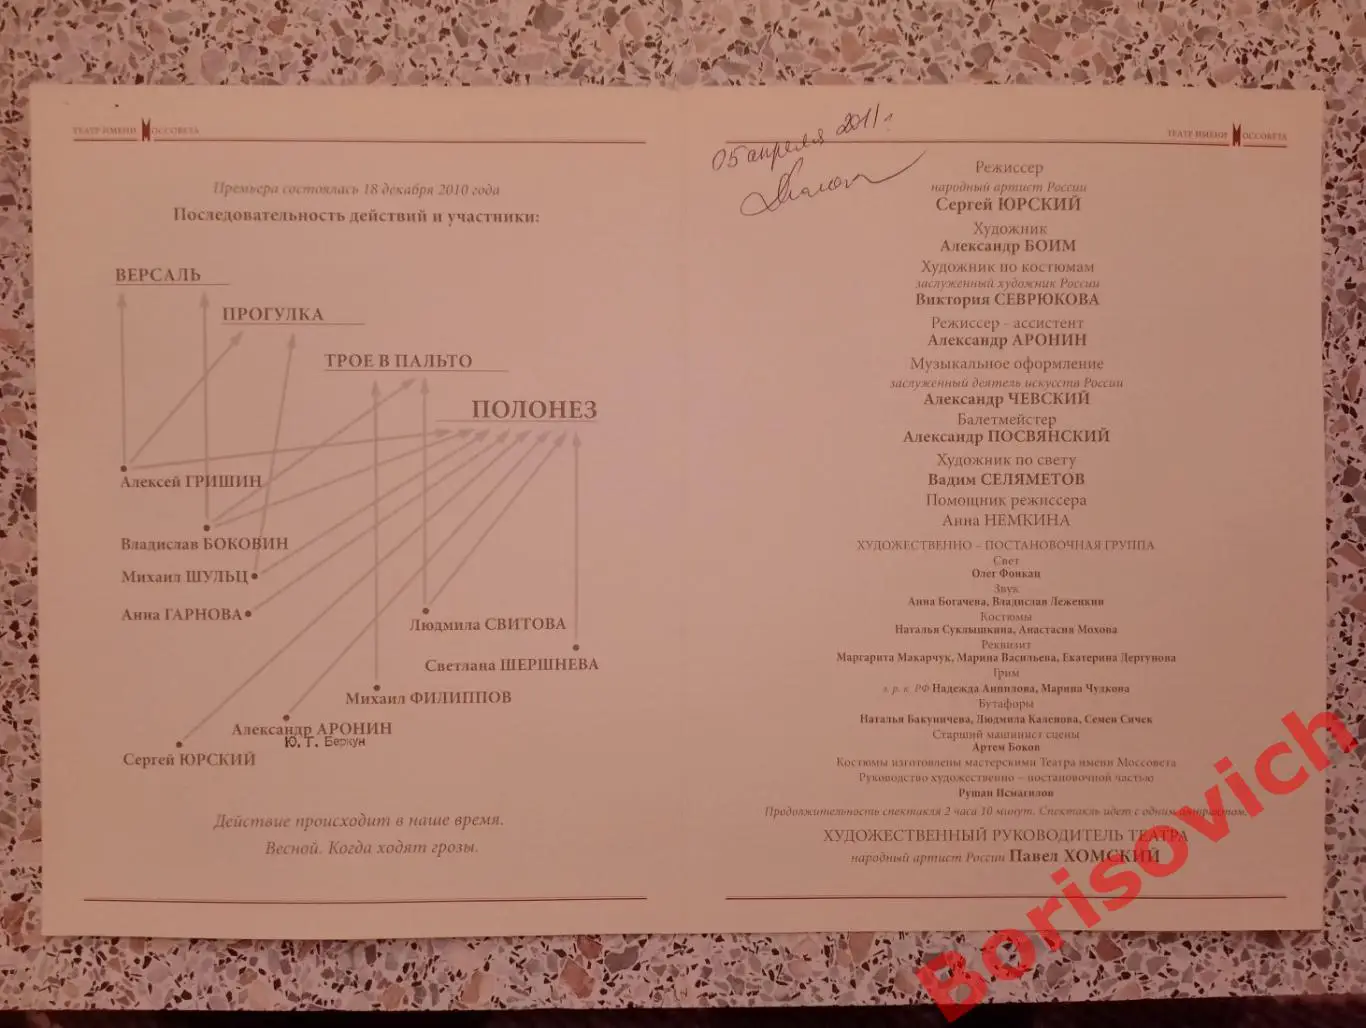 ТЕАТР ИМЕНИ МОССОВЕТА
Премьера состоялась 18 декабря 2010 года
Последовательность действий и участники:
ВЕРСАЛЬ
ПРОГУЛКА
ТРОЕ В ПАЛЬТО
ПОЛОНЕЗ
Алексей ГРИШИН
Владислав БОКОВИН
Михаил ШУЛЬЦ
Анна ГАРНОВА
Людмила СВИТОВА
Светлана ШЕРШНЕВА
Михаил ФИЛИППОВ
Александр АРОНИН
Ю. Г. Беркун
Сергей ЮРСКИЙ
Действие происходит в наше время.
Весной. Когда ходят грозы.
05 апреля 2011г.
ТЕАТР ИМЕНИ МОССОВЕТА
Режиссер
народный артист России
Сергей ЮРСКИЙ
Художник
Александр БОИМ
Художник по костюмам
заслуженный художник России
Виктория СЕВРЮКОВА
Режиссер - ассистент
Александр АРОНИН
Музыкальное оформление
заслуженный деятель искусств России
Александр ЧЕВСКИЙ
Балетмейстер
Александр ПОСВЯНСКИЙ
Художник по свету
Вадим СЕЛЯМЕТОВ
Помощник режиссера
Анна НЕМКИНА
ХУДОЖЕСТВЕННО – ПОСТАНОВОЧНАЯ ГРУППА
Свет
Олег Фонкац
Звук
Анна Богачева, Владислав Леженкин
Костюмы
Наталья Суклышкина, Анастасия Мохова
Реквизит
Маргарита Макарчук, Марина Васильева, Екатерина Дергунова
Грим
з. р. к. РФ Надежда Анпилова, Марина Чудкова
Бутафоры
Наталья Бакуничева, Людмила Каленова, Семен Сичек
Старший машинист сцены
Артем Боков
Костюмы изготовлены мастерскими Театра имени Моссовета
Руководство художественно – постановочной частью
Рушан Исмагилов
Продолжительность спектакля 2 часа 10 минут. Спектакль идет с одним антрактом.
ХУДОЖЕСТВЕННЫЙ РУКОВОДИТЕЛЬ ТЕАТРА
народный артист России Павел ХОМСКИЙ
Borisovich